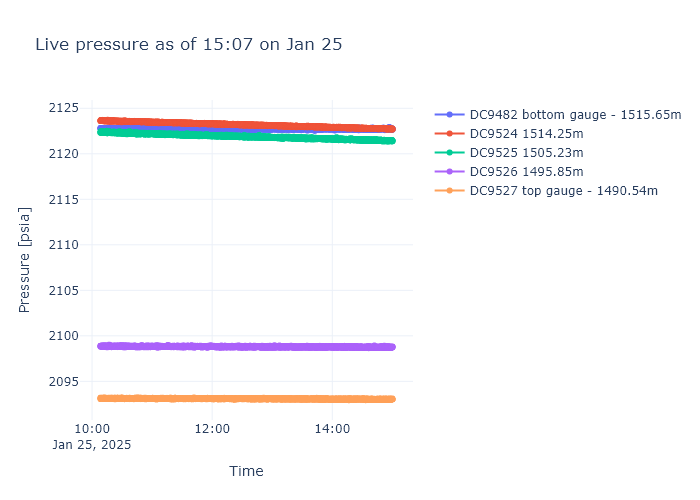 Live pressure as of 15:07 on Jan 25
2125
2120
2115
2110
2105
2100
2095
Pressure [psia]
10:00
Jan 25, 2025
12:00
14:00
Time
DC9482 bottom gauge - 1515.65m
DC9524 1514.25m
DC9525 1505.23m
DC9526 1495.85m
DC9527 top gauge - 1490.54m